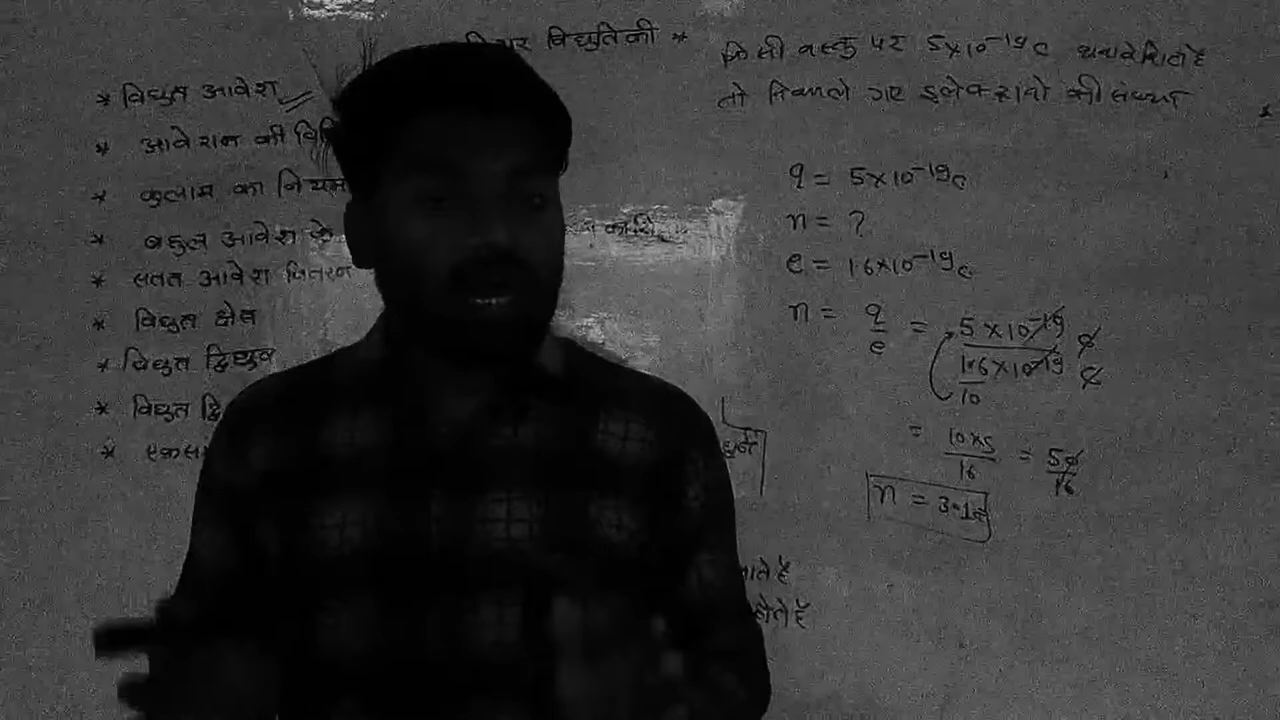 विद्युतिकी *
* विद्युत आवेश
* आवेशन की
* कुलाम का नियम
* बहुल आवेशो के
* सतत आवेश वितरण
* विद्युत क्षेत्र
* विद्युत द्विध्रुव
* विद्युत द्वि
*
किसी वस्तु पर 5×10⁻¹⁹c धनावेशित है
तो निकाले गए इलेक्ट्रानो की संख्या
q = 5×10⁻¹⁹c
n = ?
e = 1.6×10⁻¹⁹c
n = q/e = 5×10⁻¹⁹ c / 1.6×10⁻¹⁹ c
10
= 10×5/16 = 50/16
n = 3.12
जाते है
होते है